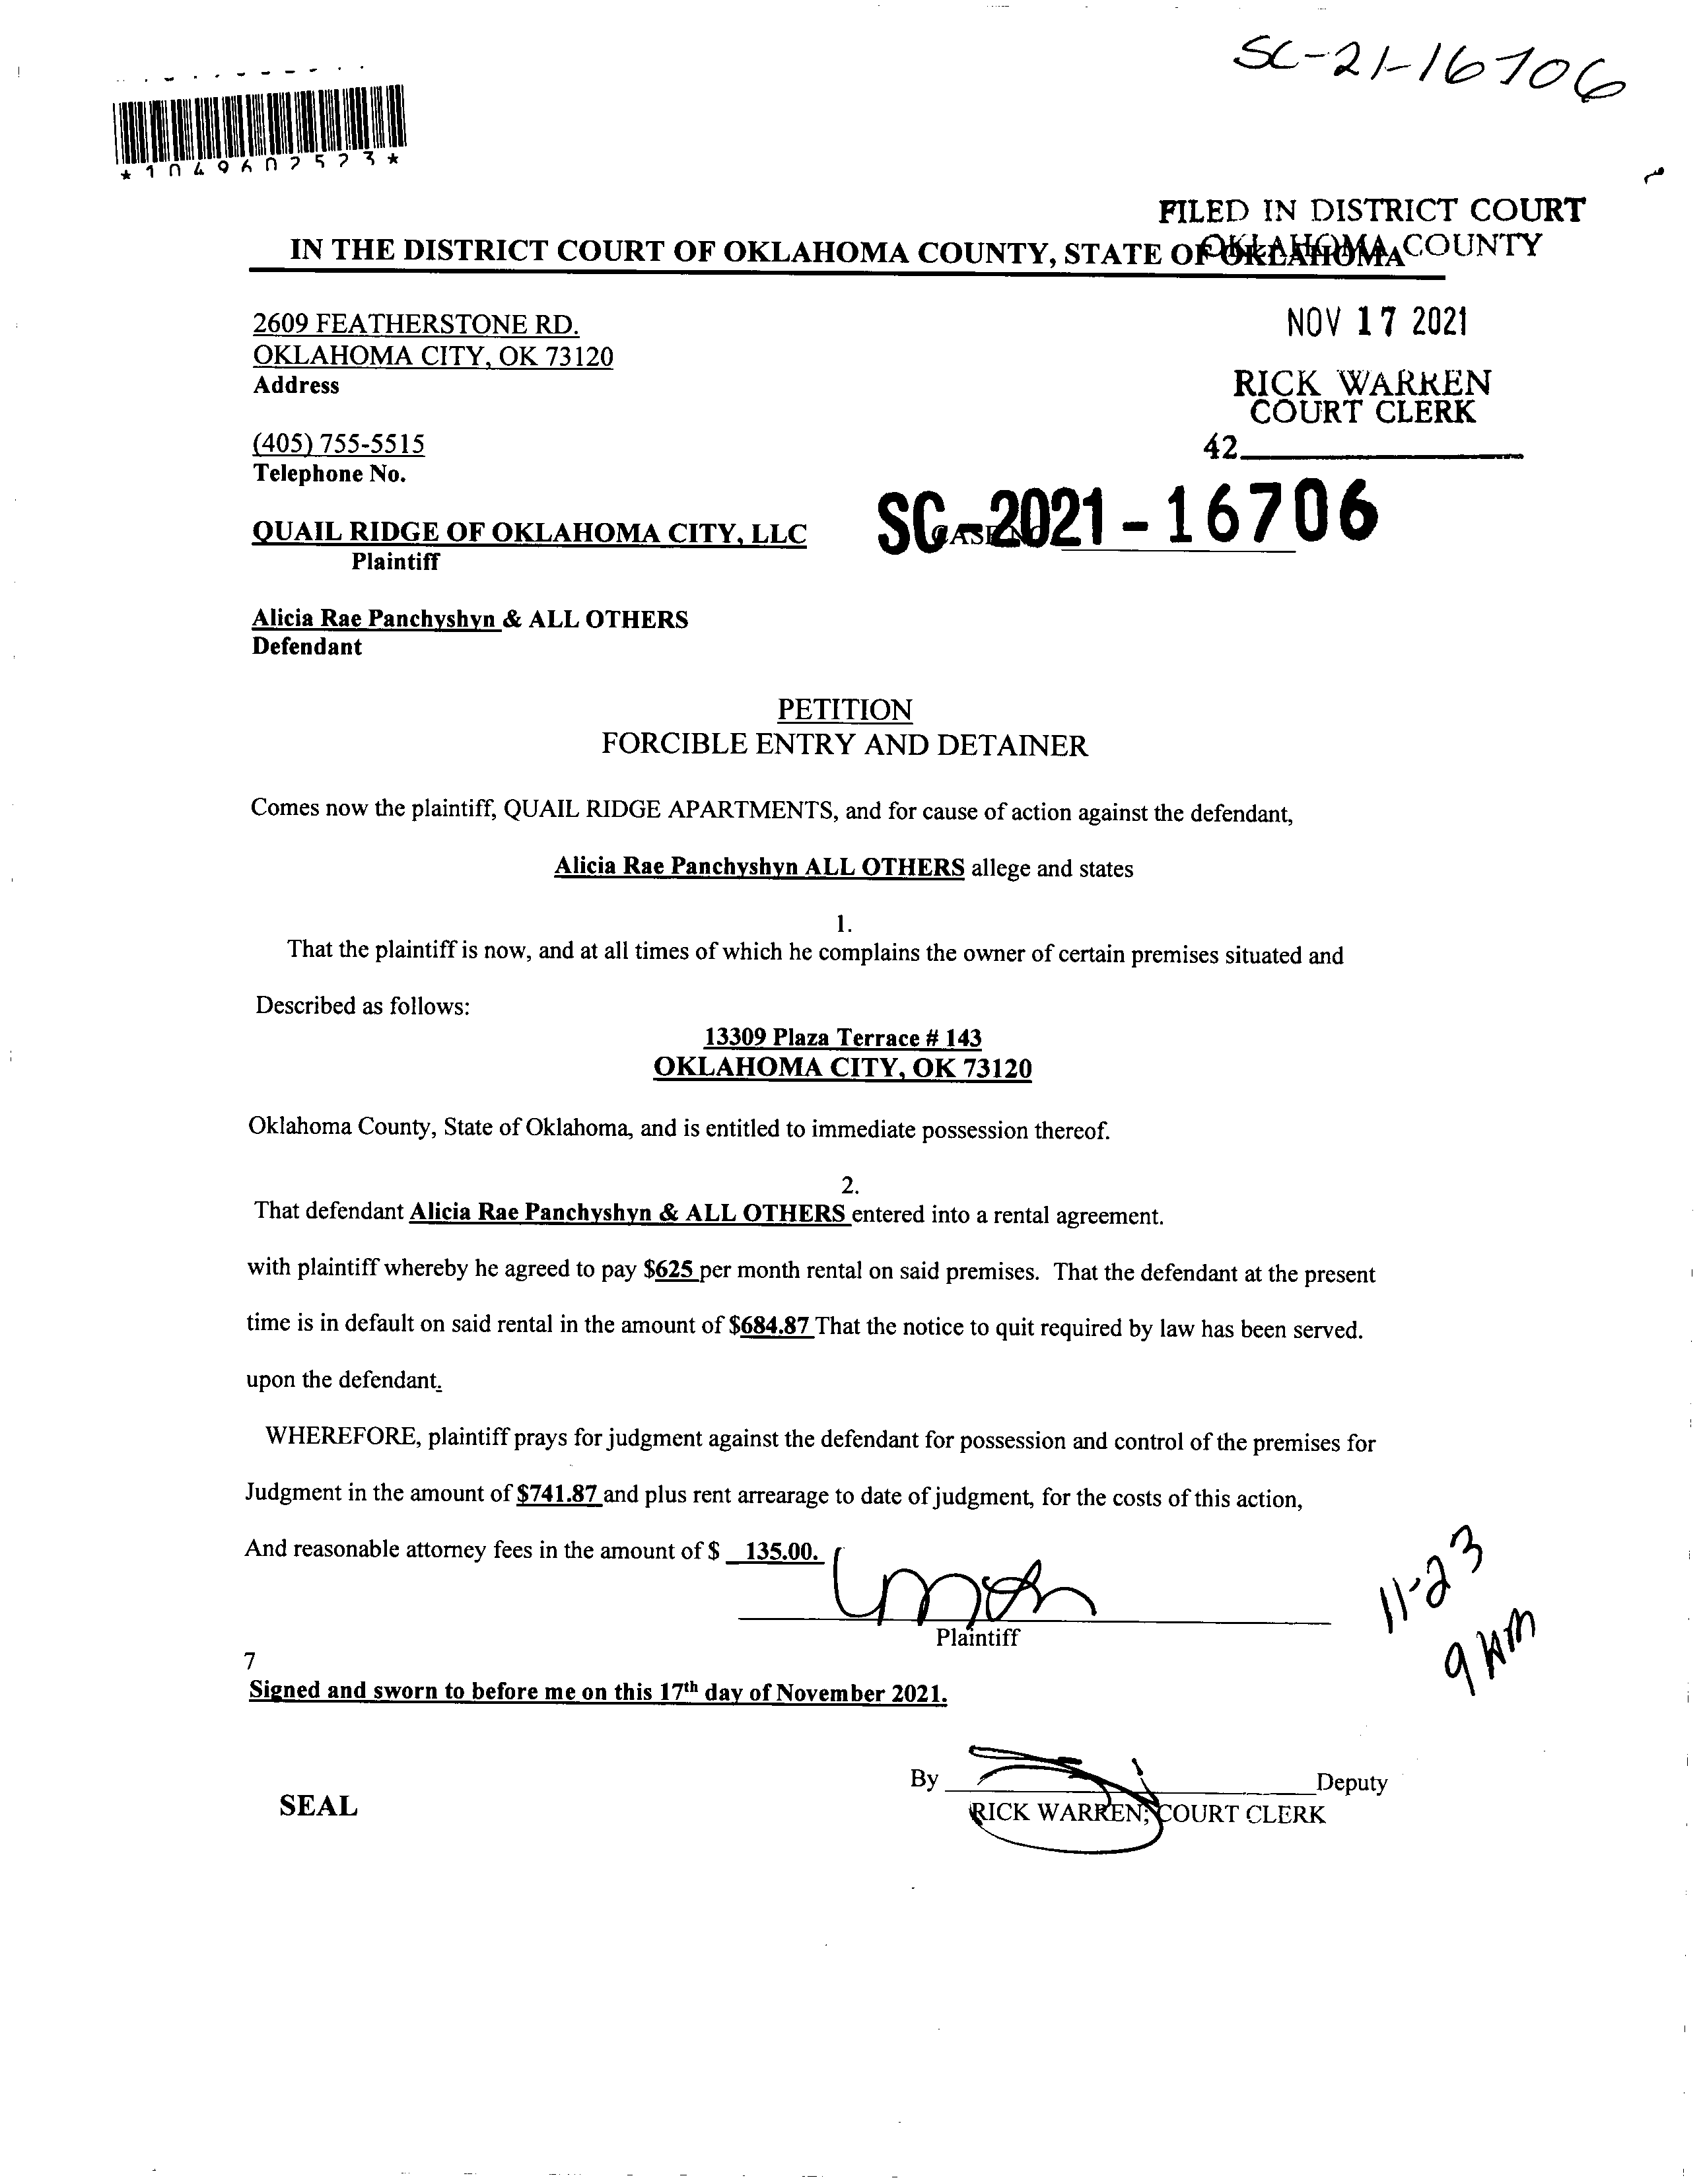 SC-21-16706
*1049602523*
FILED IN DISTRICT COURT
OKLAHOMA COUNTY
IN THE DISTRICT COURT OF OKLAHOMA COUNTY, STATE OF OKLAHOMA
2609 FEATHERSTONE RD.
NOV 17 2021
OKLAHOMA CITY, OK 73120
Address
RICK WARREN
COURT CLERK
(405) 755-5515
42
Telephone No.
SC-2021-16706
CASE NO
QUAIL RIDGE OF OKLAHOMA CITY, LLC
Plaintiff
Alicia Rae Panchyshyn & ALL OTHERS
Defendant
PETITION
FORCIBLE ENTRY AND DETAINER
Comes now the plaintiff, QUAIL RIDGE APARTMENTS, and for cause of action against the defendant,
Alicia Rae Panchyshyn ALL OTHERS allege and states
1.
That the plaintiff is now, and at all times of which he complains the owner of certain premises situated and
Described as follows:
13309 Plaza Terrace # 143
OKLAHOMA CITY, OK 73120
Oklahoma County, State of Oklahoma, and is entitled to immediate possession thereof.
2.
That defendant Alicia Rae Panchyshyn & ALL OTHERS entered into a rental agreement.
with plaintiff whereby he agreed to pay $625 per month rental on said premises. That the defendant at the present
time is in default on said rental in the amount of $684.87 That the notice to quit required by law has been served.
upon the defendant.
WHEREFORE, plaintiff prays for judgment against the defendant for possession and control of the premises for
Judgment in the amount of $741.87 and plus rent arrearage to date of judgment, for the costs of this action,
And reasonable attorney fees in the amount of $ 135.00.
11-23
9 AM
Plaintiff
7
Signed and sworn to before me on this 17th day of November 2021.
By Deputy
SEAL
RICK WARREN, COURT CLERK